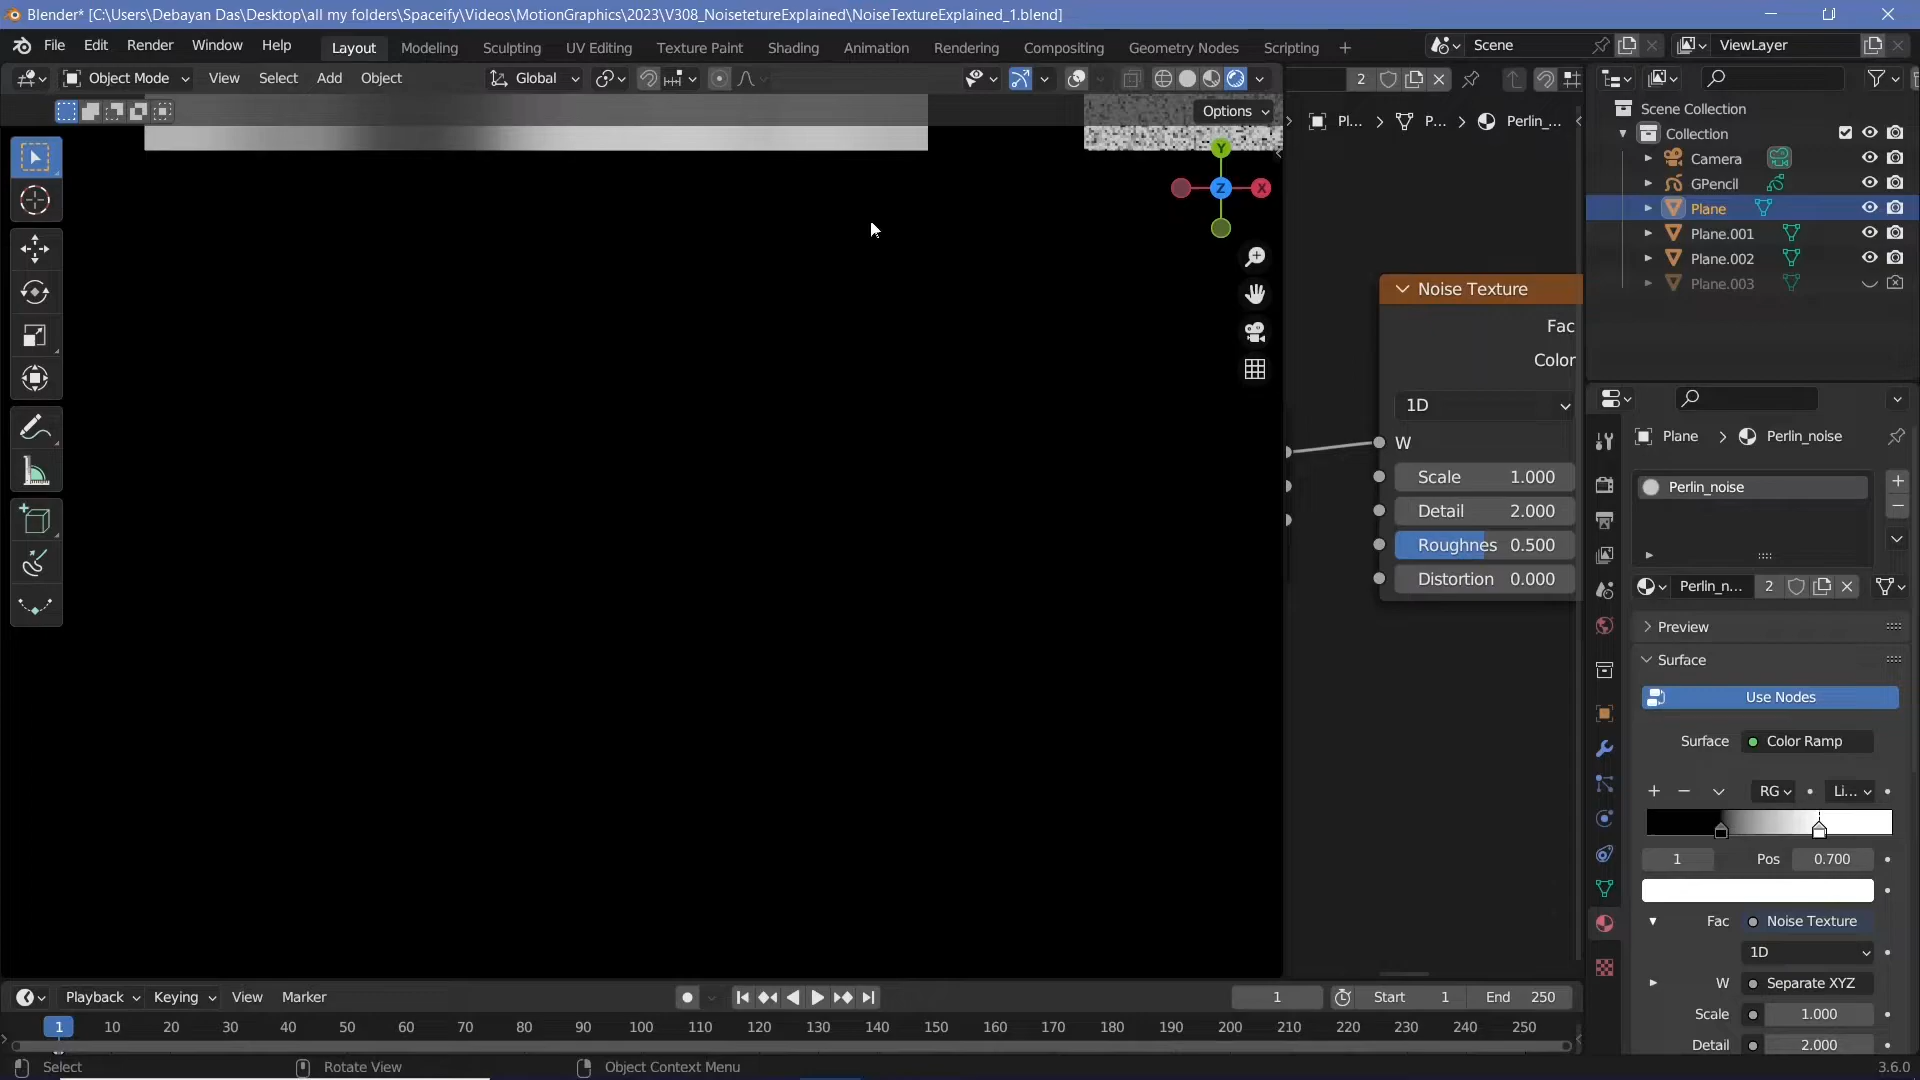 Blender* [C:\Users\Debayan Das\Desktop\all my folders\Spaceify\Videos\MotionGraphics\2023\V308_NoisetetureExplained\NoiseTextureExplained_1.blend]
File Edit Render Window Help
Layout Modeling Sculpting UV Editing Texture Paint Shading Animation Rendering Compositing Geometry Nodes Scripting +
Scene
ViewLayer
Object Mode View Select Add Object
Global
2
Options
Pl... P... Perlin_...
Y
Z X
Noise Texture
Fac
Color
1D
W
Scale 1.000
Detail 2.000
Roughnes 0.500
Distortion 0.000
Scene Collection
Collection
Camera
GPencil
Plane
Plane.001
Plane.002
Plane.003
Plane Perlin_noise
Perlin_noise
Perlin_n... 2
Preview
Surface
Use Nodes
Surface Color Ramp
RG Li...
1 Pos 0.700
Fac Noise Texture
1D
W Separate XYZ
Scale 1.000
Detail 2.000
Playback Keying View Marker
1 Start 1 End 250
1 10 20 30 40 50 60 70 80 90 100 110 120 130 140 150 160 170 180 190 200 210 220 230 240 250
Select Rotate View Object Context Menu
3.6.0